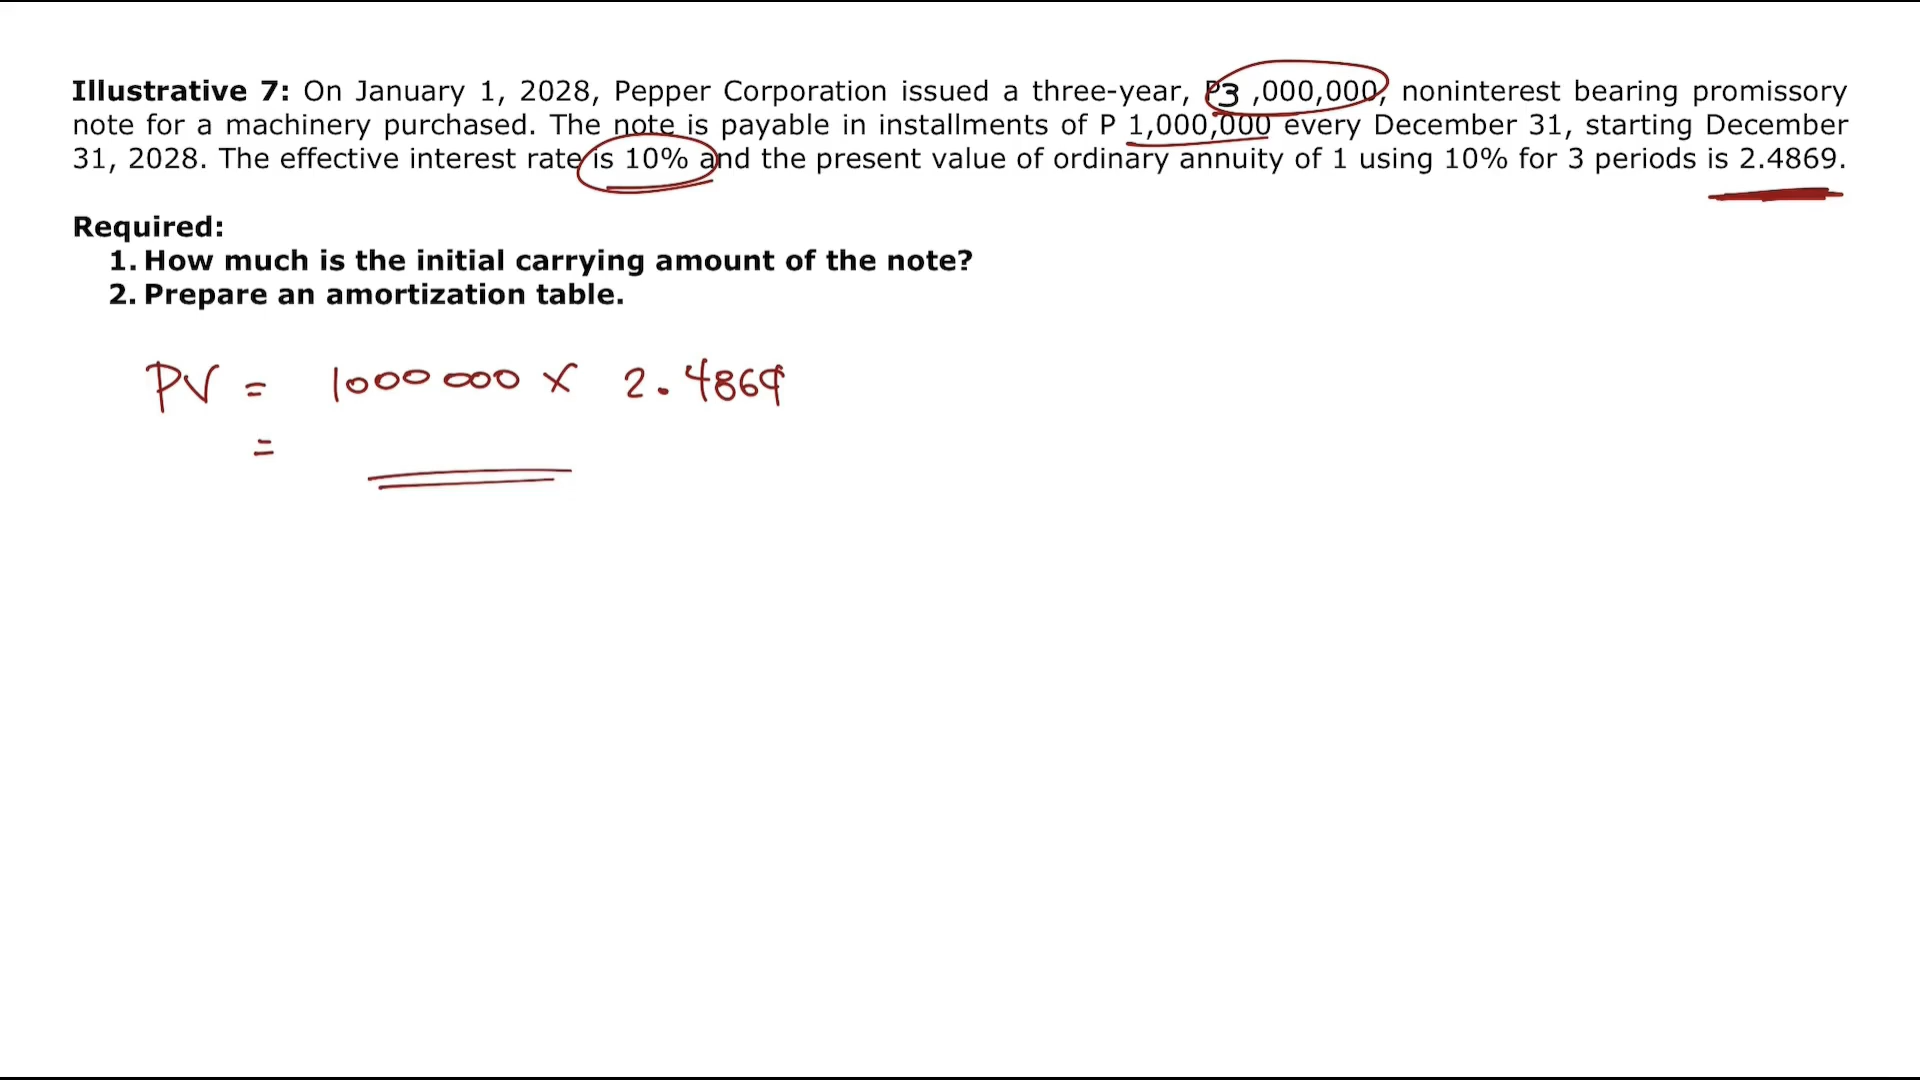 Illustrative 7: On January 1, 2028, Pepper Corporation issued a three-year, P3 ,000,000, noninterest bearing promissory
note for a machinery purchased. The note is payable in installments of P 1,000,000 every December 31, starting December
31, 2028. The effective interest rate is 10% and the present value of ordinary annuity of 1 using 10% for 3 periods is 2.4869.
Required:
1. How much is the initial carrying amount of the note?
2. Prepare an amortization table.
PV = 1000 000 x 2.4869
=